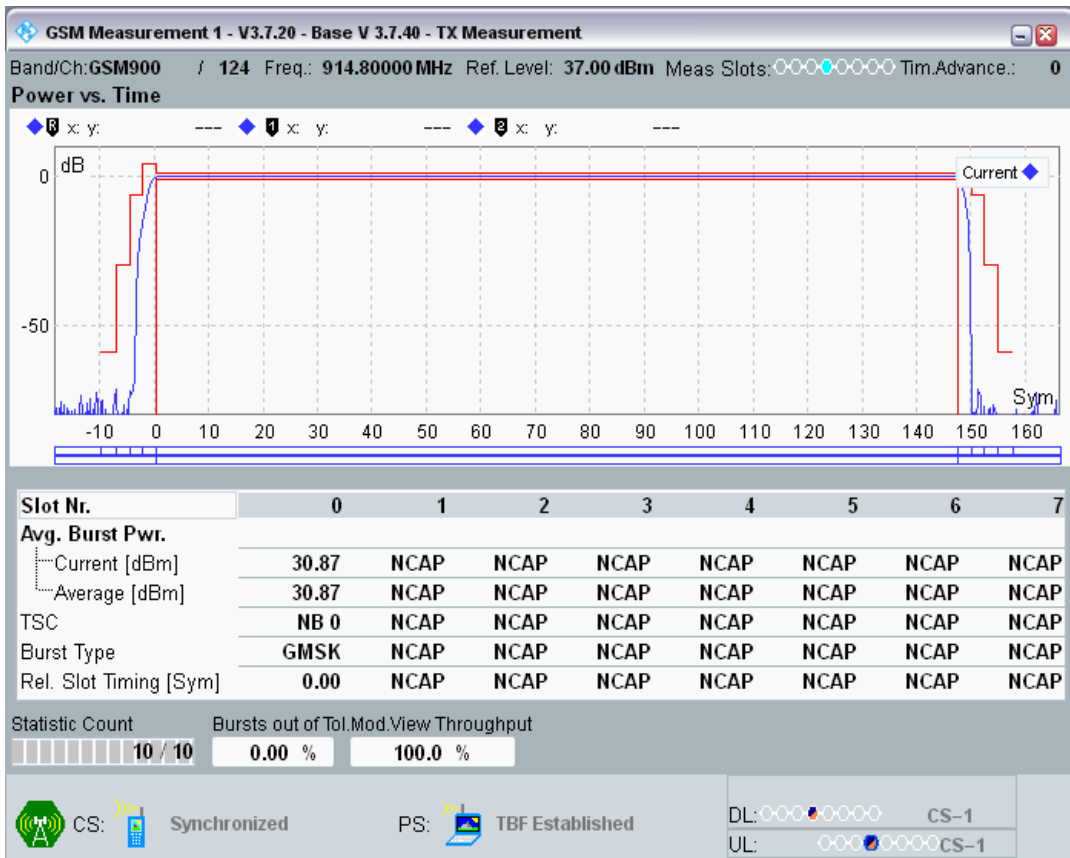 GSM Measurement 1 - V3.7.20 - Base V 3.7.40 - TX Measurement
Band/Ch:GSM900 / 124 Freq.: 914.80000 MHz Ref. Level: 37.00 dBm Meas Slots: Tim.Advance.: 0
Power vs. Time
R x: y: --- 1 x: y: --- 2 x: y: ---
dB
Current
0
-50
Sym
-10 0 10 20 30 40 50 60 70 80 90 100 110 120 130 140 150 160
Slot Nr. 0 1 2 3 4 5 6 7
Avg. Burst Pwr.
Current [dBm] 30.87 NCAP NCAP NCAP NCAP NCAP NCAP NCAP
Average [dBm] 30.87 NCAP NCAP NCAP NCAP NCAP NCAP NCAP
TSC NB 0 NCAP NCAP NCAP NCAP NCAP NCAP NCAP
Burst Type GMSK NCAP NCAP NCAP NCAP NCAP NCAP NCAP
Rel. Slot Timing [Sym] 0.00 NCAP NCAP NCAP NCAP NCAP NCAP NCAP
Statistic Count Bursts out of Tol.Mod.View Throughput
10 / 10 0.00 % 100.0 %
CS: Synchronized PS: TBF Established
DL: CS-1
UL: CS-1